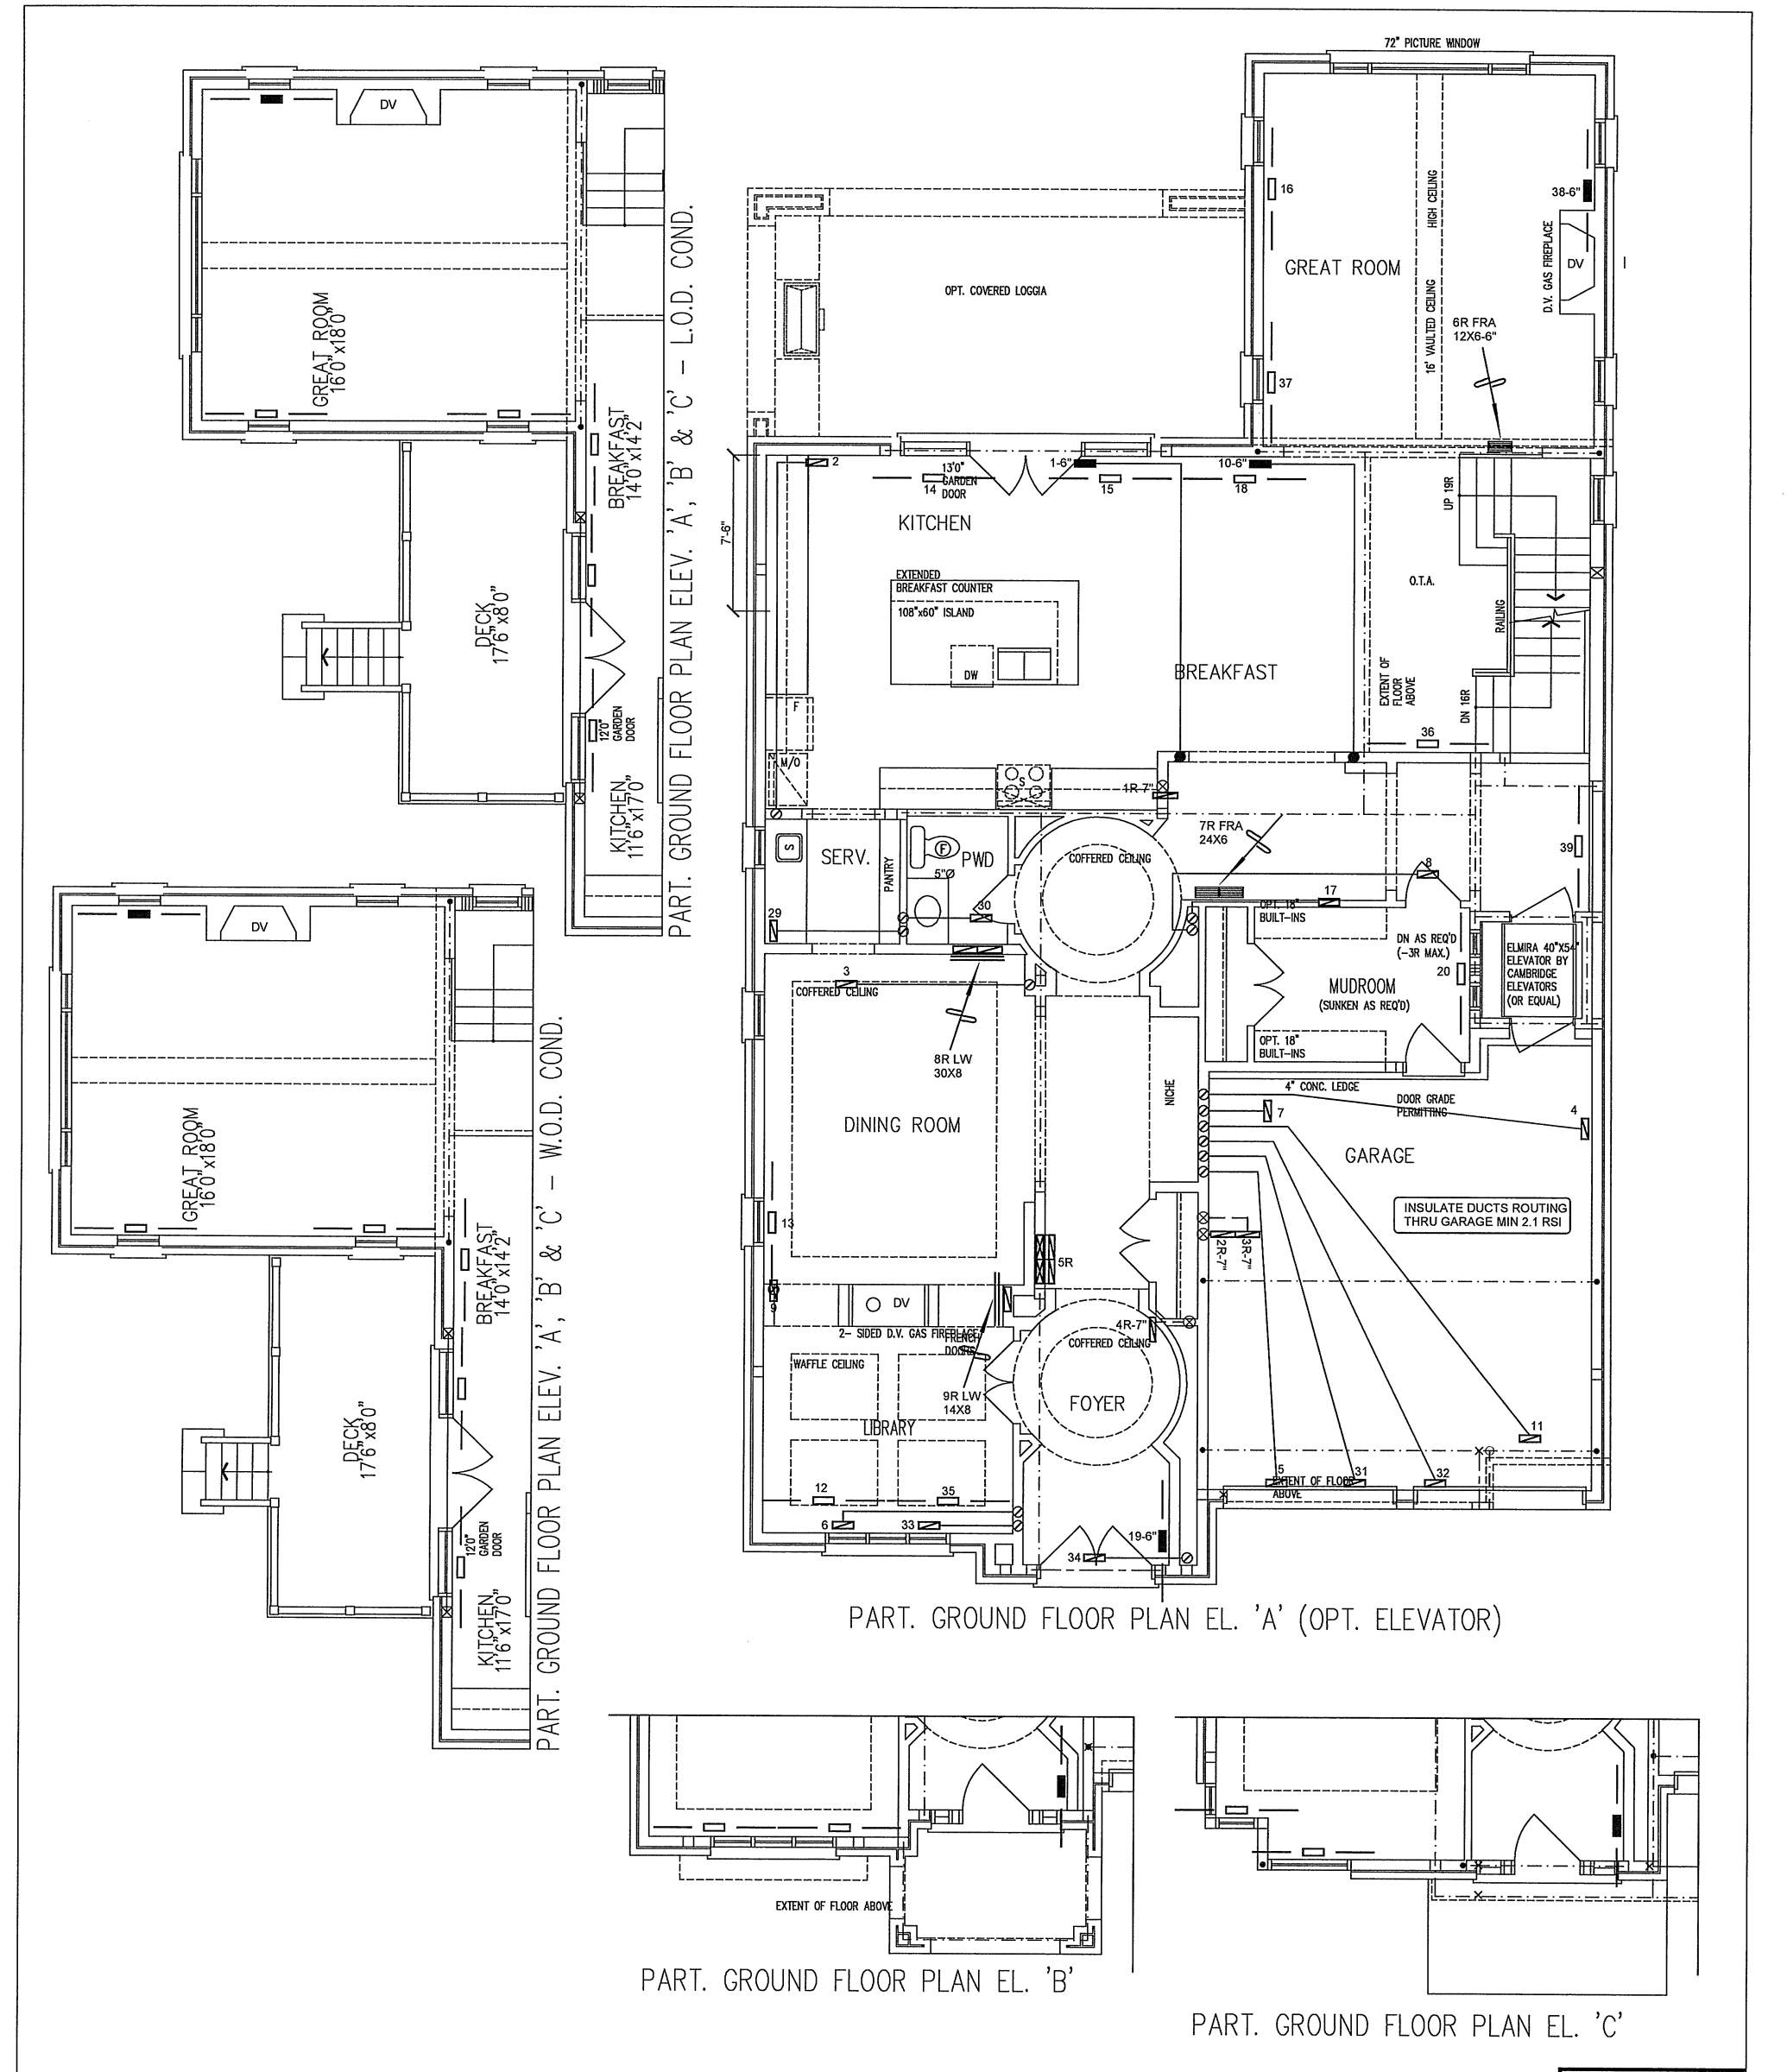 72" PICTURE WINDOW
DV
GREAT ROOM
16'0"x18'0"
BREAKFAST
14'0"x14'2"
DECK
17'6"x8'0"
12'0"
GARDEN
DOOR
KITCHEN
11'6"x17'0"
PART. GROUND FLOOR PLAN ELEV. 'A', 'B' & 'C' - L.O.D. COND.
DV
GREAT ROOM
16'0"x18'0"
BREAKFAST
14'0"x14'2"
DECK
17'6"x8'0"
12'0"
GARDEN
DOOR
KITCHEN
11'6"x17'0"
PART. GROUND FLOOR PLAN ELEV. 'A', 'B' & 'C' - W.O.D. COND.
16
38-6"
HIGH CEILING
16' VAULTED CEILING
D.V. GAS FIREPLACE
DV
GREAT ROOM
OPT. COVERED LOGGIA
6R FRA
12X6-6"
37
2
13'0"
GARDEN
DOOR
1-6"
10-6"
14
15
18
UP 19R
7'-6"
KITCHEN
EXTENDED
BREAKFAST COUNTER
108"x60" ISLAND
DW
O.T.A.
RAILING
BREAKFAST
EXTENT OF
FLOOR
ABOVE
DN 16R
F
M/O
S
36
1R-7"
7R FRA
24X6
39
S
SERV.
PANTRY
F
PWD
5"Ø
COFFERED CEILING
8
17
29
30
OPT. 18"
BUILT-INS
DN AS REQ'D
(-3R MAX.)
20
ELMIRA 40"X54"
ELEVATOR BY
CAMBRIDGE
ELEVATORS
(OR EQUAL)
MUDROOM
(SUNKEN AS REQ'D)
OPT. 18"
BUILT-INS
3
COFFERED CEILING
8R LW
30X8
NICHE
4" CONC. LEDGE
DOOR GRADE
PERMITTING
4
7
DINING ROOM
GARAGE
INSULATE DUCTS ROUTING
THRU GARAGE MIN 2.1 RSI
13
2R-7"
3R-7"
5R
9
DV
2- SIDED D.V. GAS FIREPLACE
FRENCH
DOORS
4R-7"
COFFERED CEILING
WAFFLE CEILING
9R LW
14X8
FOYER
LIBRARY
11
12
35
5
31
32
EXTENT OF FLOOR
ABOVE
6
33
34
19-6"
PART. GROUND FLOOR PLAN EL. 'A' (OPT. ELEVATOR)
EXTENT OF FLOOR ABOVE
PART. GROUND FLOOR PLAN EL. 'B'
PART. GROUND FLOOR PLAN EL. 'C'